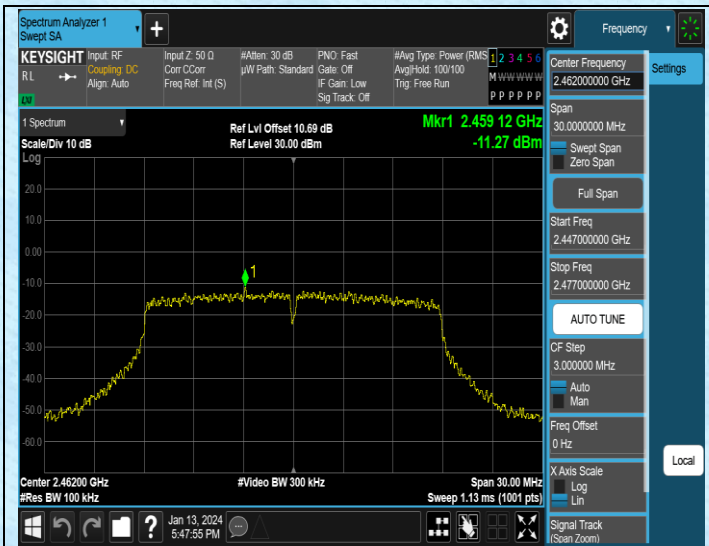 Spectrum Analyzer 1
Swept SA
Frequency
KEYSIGHT
RL
LXI
Input: RF
Coupling: DC
Align: Auto
Input Z: 50 Ω
Corr CCorr
Freq Ref: Int (S)
#Atten: 30 dB
µW Path: Standard
PNO: Fast
Gate: Off
IF Gain: Low
Sig Track: Off
#Avg Type: Power (RMS
Avg|Hold: 100/100
Trig: Free Run
1 2 3 4 5 6
M W W W W W
P P P P P P
1 Spectrum
Scale/Div 10 dB
Log
Ref Lvl Offset 10.69 dB
Ref Level 30.00 dBm
Mkr1 2.459 12 GHz
-11.27 dBm
20.0
10.0
0.00
-10.0
-20.0
-30.0
-40.0
-50.0
-60.0
1
Center 2.46200 GHz
#Res BW 100 kHz
#Video BW 300 kHz
Span 30.00 MHz
Sweep 1.13 ms (1001 pts)
Jan 13, 2024
5:47:55 PM
Center Frequency
2.462000000 GHz
Span
30.0000000 MHz
Swept Span
Zero Span
Full Span
Start Freq
2.447000000 GHz
Stop Freq
2.477000000 GHz
AUTO TUNE
CF Step
3.000000 MHz
Auto
Man
Freq Offset
0 Hz
X Axis Scale
Log
Lin
Signal Track
(Span Zoom)
Settings
Local